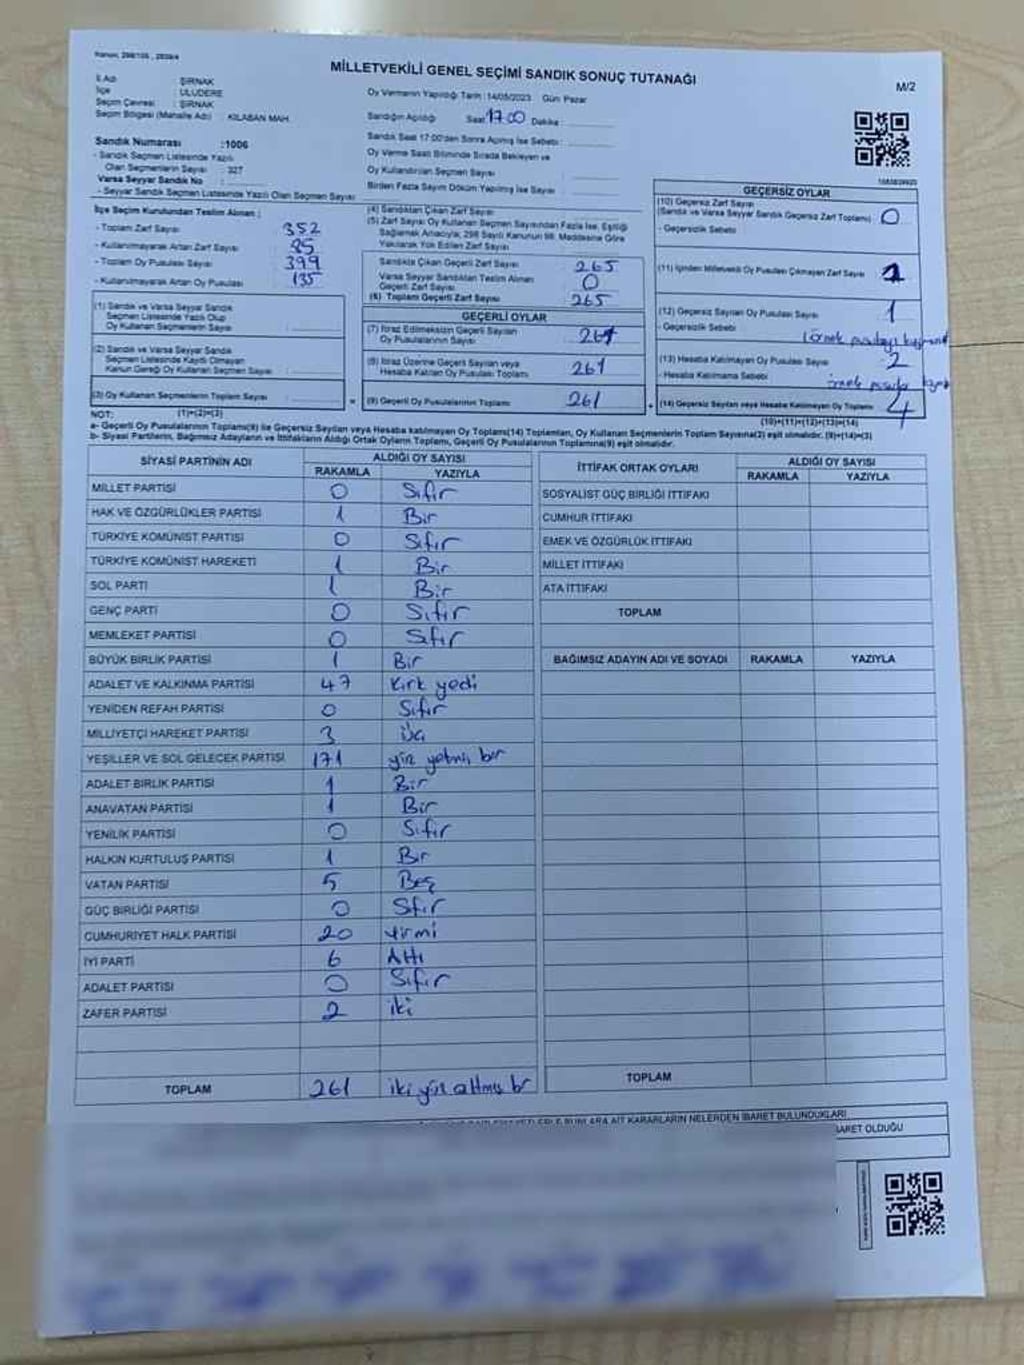 MİLLETVEKİLİ GENEL SEÇİMİ SANDIK SONUÇ TUTANAĞI
M/2
İl Adı : ŞIRNAK
İlçe : ULUDERE
Seçim Çevresi : ŞIRNAK
Seçim Bölgesi (Mahalle Adı) KILABAN MAH.
Sandık Numarası :1006
- Sandık Seçmen Listesinde Yazılı
Olan Seçmenlerin Sayısı : 327
Varsa Seyyar Sandık No :
- Seyyar Sandık Seçmen Listesinde Yazılı Olan Seçmen Sayısı
Oy Vermenin Yapıldığı Tarih :14/05/2023 Gün Pazar
Sandığın Açıldığı Saat 17:00 Dakika :
Sandık Saat 17:00'den Sonra Açılmış İse Sebebi :
Oy Verme Saati Bitiminde Sırada Bekleyen ve
Oy Kullandırılan Seçmen Sayısı :
Birden Fazla Sayım Döküm Yapılmış İse Sayısı :
İlçe Seçim Kurulundan Teslim Alınan :
- Toplam Zarf Sayısı : 352
- Kullanılmayarak Artan Zarf Sayısı : 85
- Toplam Oy Pusulası Sayısı : 399
- Kullanılmayarak Artan Oy Pusulası : 135
(1) Sandık ve Varsa Seyyar Sandık
Seçmen Listesinde Yazılı Olup
Oy Kullanan Seçmenlerin Sayısı :
(2) Sandık ve Varsa Seyyar Sandık
Seçmen Listesinde Kayıtlı Olmayan
Kanun Gereği Oy Kullanan Seçmen Sayısı :
(3) Oy Kullanan Seçmenlerin Toplam Sayısı :
(4) Sandıktan Çıkan Zarf Sayısı
(5) Zarf Sayısı Oy Kullanan Seçmen Sayısından Fazla İse, Eşitliği
Sağlamak Amacıyla; 298 Sayılı Kanunun 98. Maddesine Göre
Yakılarak Yok Edilen Zarf Sayısı
Sandıkta Çıkan Geçerli Zarf Sayısı 265
Varsa Seyyar Sandıktan Teslim Alınan
Geçerli Zarf Sayısı 0
(6) Toplam Geçerli Zarf Sayısı 265
GEÇERLİ OYLAR
(7) İtiraz Edilmeksizin Geçerli Sayılan
Oy Pusulalarının Sayısı 261
(8) İtiraz Üzerine Geçerli Sayılan veya
Hesaba Katılan Oy Pusulası Toplamı 261
= (9) Geçerli Oy Pusulalarının Toplamı 261
GEÇERSİZ OYLAR
(10) Geçersiz Zarf Sayısı
(Sandık ve Varsa Seyyar Sandık Geçersiz Zarf Toplamı) 0
- Geçersizlik Sebebi
(11) İçinden Milletvekili Oy Pusulası Çıkmayan Zarf Sayısı 1
(12) Geçersiz Sayılan Oy Pusulası Sayısı 1
- Geçersizlik Sebebi
(13) Hesaba Katılmayan Oy Pusulası Sayısı 2
- Hesaba Katılmama Sebebi
+ (14) Geçersiz Sayılan veya Hesaba Katılmayan Oy Toplamı 4
NOT: (1)+(2)=(3) (10)+(11)+(12)+(13)=(14)
a- Geçerli Oy Pusulalarının Toplamı(9) ile Geçersiz Sayılan veya Hesaba katılmayan Oy Toplamı(14) Toplamları, Oy Kullanan Seçmenlerin Toplam Sayısına(3) eşit olmalıdır. (9)+(14)=(3)
b- Siyasi Partilerin, Bağımsız Adayların ve İttifakların Aldığı Ortak Oyların Toplamı, Geçerli Oy Pusulalarının Toplamına(9) eşit olmalıdır.
SİYASİ PARTİNİN ADI ALDIĞI OY SAYISI
RAKAMLA YAZIYLA
MİLLET PARTİSİ 0 Sıfır
HAK VE ÖZGÜRLÜKLER PARTİSİ 1 Bir
TÜRKİYE KOMÜNİST PARTİSİ 0 Sıfır
TÜRKİYE KOMÜNİST HAREKETİ 1 Bir
SOL PARTİ 1 Bir
GENÇ PARTİ 0 Sıfır
MEMLEKET PARTİSİ 0 Sıfır
BÜYÜK BİRLİK PARTİSİ 1 Bir
ADALET VE KALKINMA PARTİSİ 47 Kırk yedi
YENİDEN REFAH PARTİSİ 0 Sıfır
MİLLİYETÇİ HAREKET PARTİSİ 3 üç
YEŞİLLER VE SOL GELECEK PARTİSİ 171 yüz yetmiş bir
ADALET BİRLİK PARTİSİ 1 Bir
ANAVATAN PARTİSİ 1 Bir
YENİLİK PARTİSİ 0 Sıfır
HALKIN KURTULUŞ PARTİSİ 1 Bir
VATAN PARTİSİ 5 Beş
GÜÇ BİRLİĞİ PARTİSİ 0 Sıfır
CUMHURİYET HALK PARTİSİ 20 Yirmi
İYİ PARTİ 6 Altı
ADALET PARTİSİ 0 Sıfır
ZAFER PARTİSİ 2 iki
TOPLAM 261 iki yüz altmış bir
İTTİFAK ORTAK OYLARI ALDIĞI OY SAYISI
RAKAMLA YAZIYLA
SOSYALİST GÜÇ BİRLİĞİ İTTİFAKI
CUMHUR İTTİFAKI
EMEK VE ÖZGÜRLÜK İTTİFAKI
MİLLET İTTİFAKI
ATA İTTİFAKI
TOPLAM
BAĞIMSIZ ADAYIN ADI VE SOYADI RAKAMLA YAZIYLA
TOPLAM
ARA AİT KARARLARIN NELERDEN İBARET BULUNDUKLARI
BARET OLDUĞU